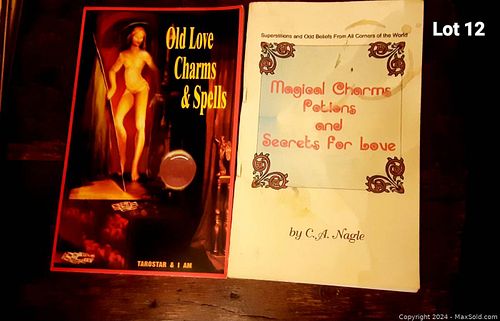 Lot 12
Old Love
Charms
& Spells
TAROSTAR & I AM
Superstitions and Odd Beliefs From All Corners of the World
Magical Charms
Potions
and
Secrets for Love
by C. A. Nagle
Copyright 2024 - MaxSold.com